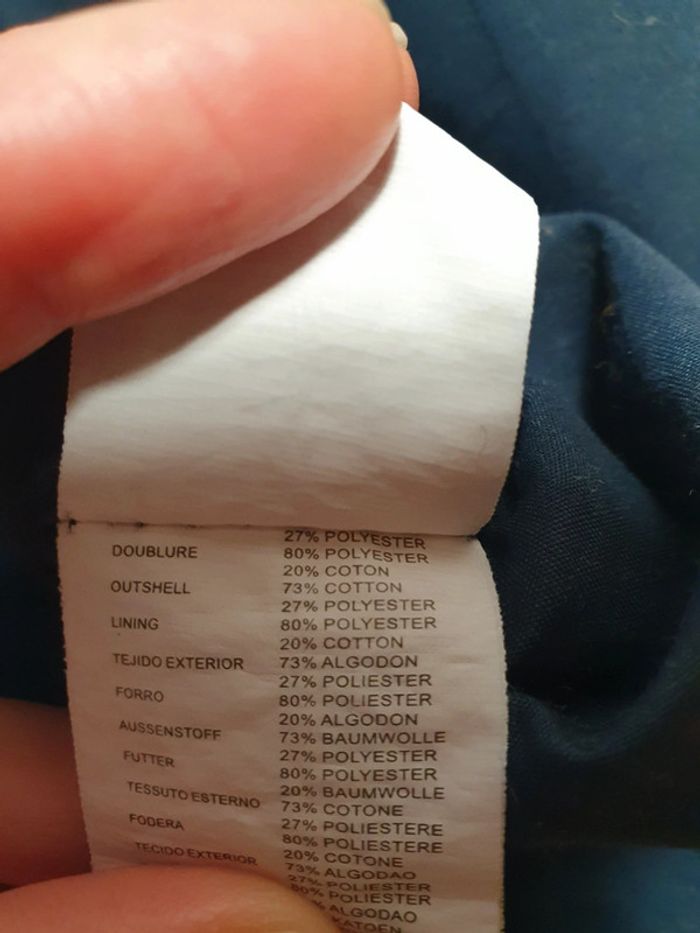 27% POLYESTER
DOUBLURE 80% POLYESTER
20% COTON
OUTSHELL 73% COTTON
27% POLYESTER
LINING 80% POLYESTER
20% COTTON
TEJIDO EXTERIOR 73% ALGODON
27% POLIESTER
FORRO 80% POLIESTER
20% ALGODON
AUSSENSTOFF 73% BAUMWOLLE
27% POLYESTER
FUTTER 80% POLYESTER
20% BAUMWOLLE
TESSUTO ESTERNO 73% COTONE
27% POLIESTERE
FODERA 80% POLIESTERE
20% COTONE
TECIDO EXTERIOR 73% ALGODAO
27% POLIESTER
80% POLIESTER
% ALGODAO
KATOEN